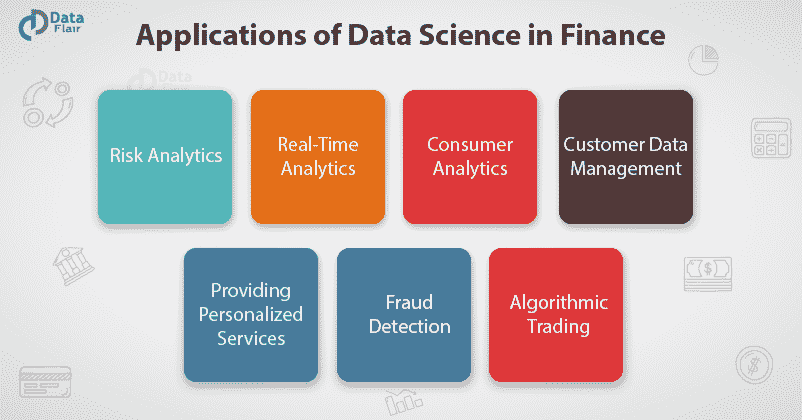 Data
Flair
Applications of Data Science in Finance
Data
Flair
Risk Analytics
Real-Time
Analytics
Consumer
Analytics
Customer Data
Management
Providing
Personalized
Services
Fraud
Detection
Algorithmic
Trading